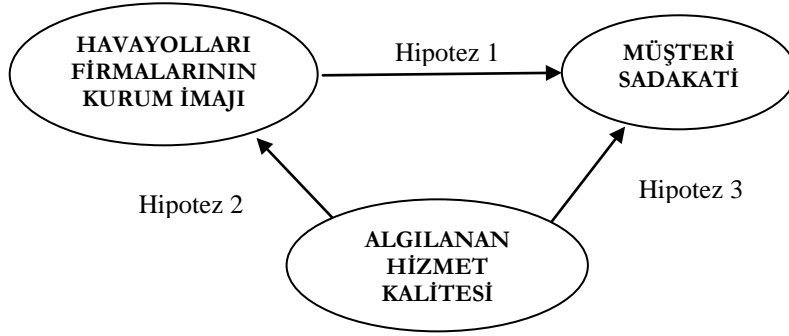 HAVAYOLLARI
FİRMALARININ
KURUM İMAJI
Hipotez 1
MÜŞTERİ
SADAKATİ
Hipotez 2
Hipotez 3
ALGILANAN
HİZMET
KALİTESİ